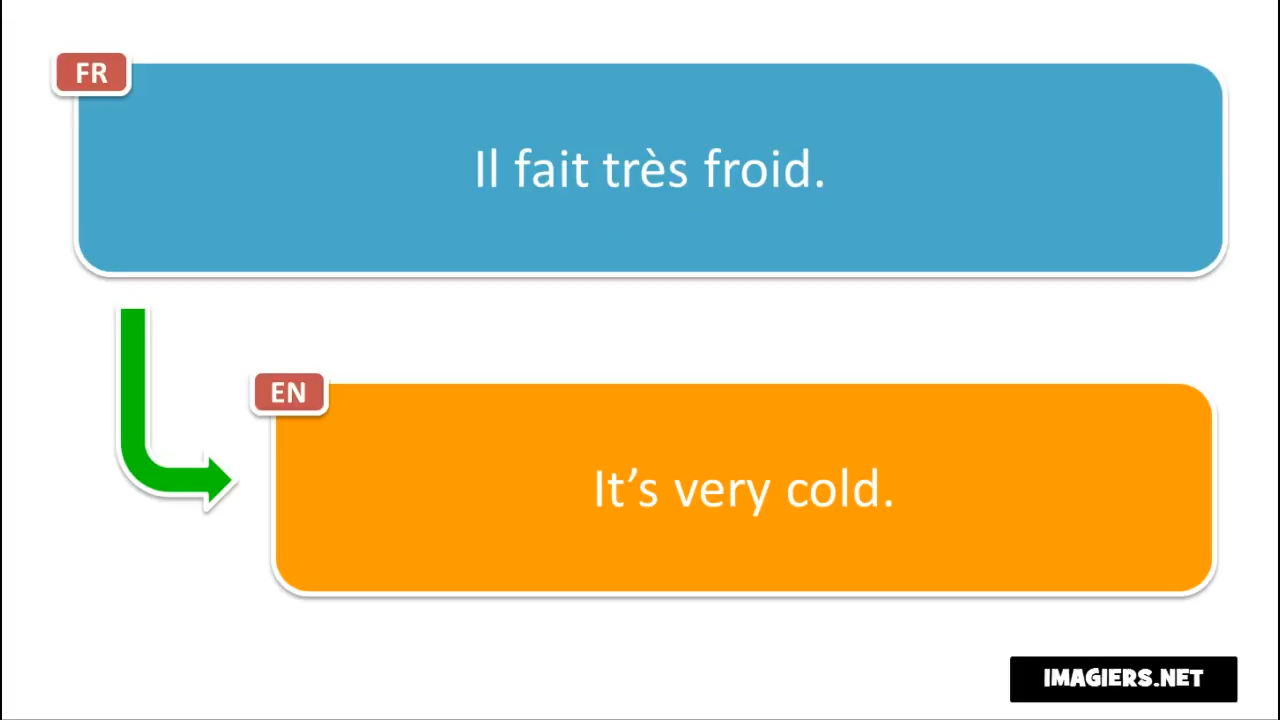 FR
Il fait très froid.
EN
It’s very cold.
IMAGIERS.NET